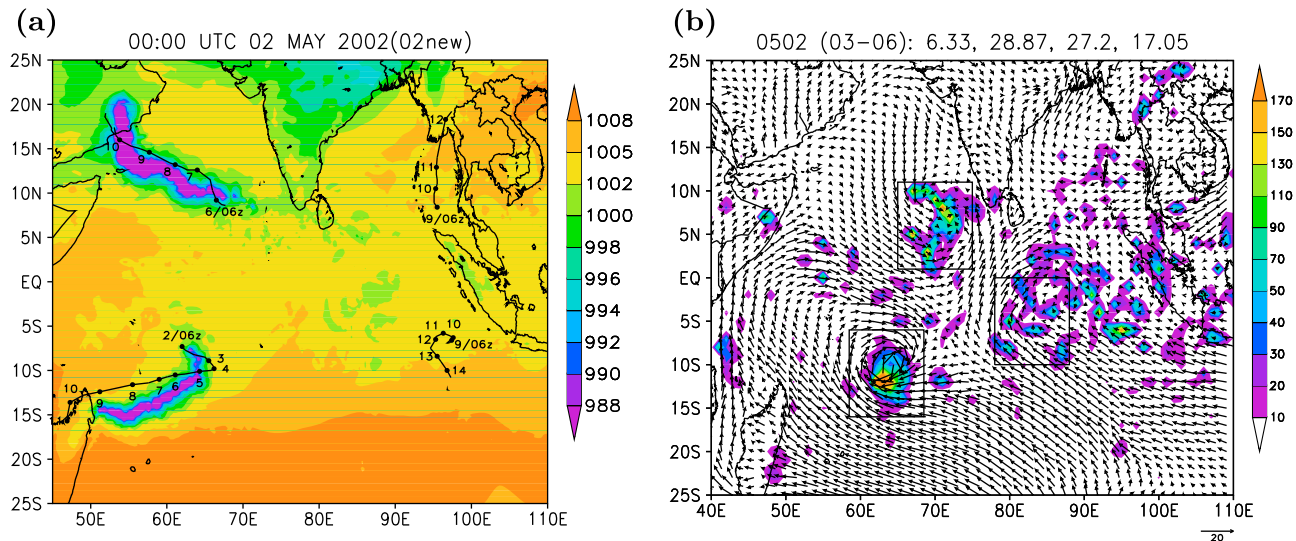 (a)
00:00 UTC 02 MAY 2002(02new)
25N
20N
15N
10N
5N
EQ
5S
10S
15S
20S
25S
50E
60E
70E
80E
90E
100E
110E
10
9
8
7
6/06z
12
11
10
9/06z
2/06z
3
4
5
6
7
8
9
10
11
10
9/06z
12
13
14
1008
1005
1002
1000
998
996
994
992
990
988
(b)
0502 (03-06): 6.33, 28.87, 27.2, 17.05
25N
20N
15N
10N
5N
EQ
5S
10S
15S
20S
25S
40E
50E
60E
70E
80E
90E
100E
110E
170
150
130
110
90
70
50
40
30
20
10
20